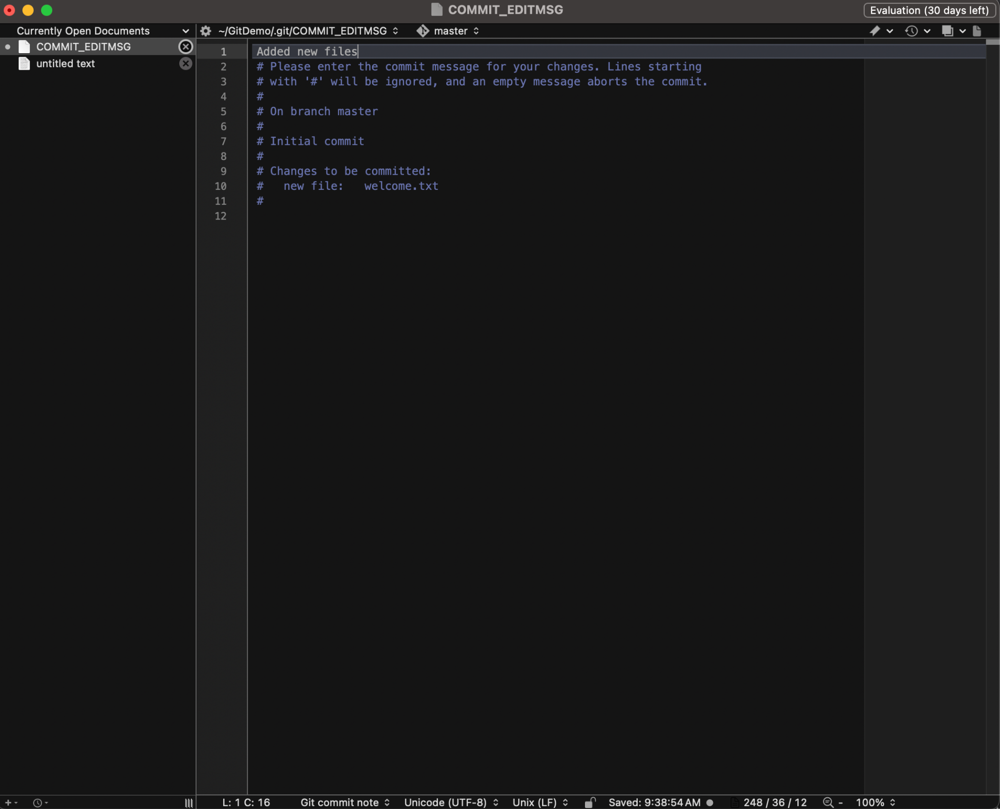 COMMIT_EDITMSG
Evaluation (30 days left)
Currently Open Documents
~/GitDemo/.git/COMMIT_EDITMSG
master
COMMIT_EDITMSG
untitled text
1 Added new files
2 # Please enter the commit message for your changes. Lines starting
3 # with '#' will be ignored, and an empty message aborts the commit.
4 #
5 # On branch master
6 #
7 # Initial commit
8 #
9 # Changes to be committed:
10 #   new file:   welcome.txt
11 #
12
L: 1 C: 16 Git commit note Unicode (UTF-8) Unix (LF) Saved: 9:38:54 AM 248 / 36 / 12 - 100%